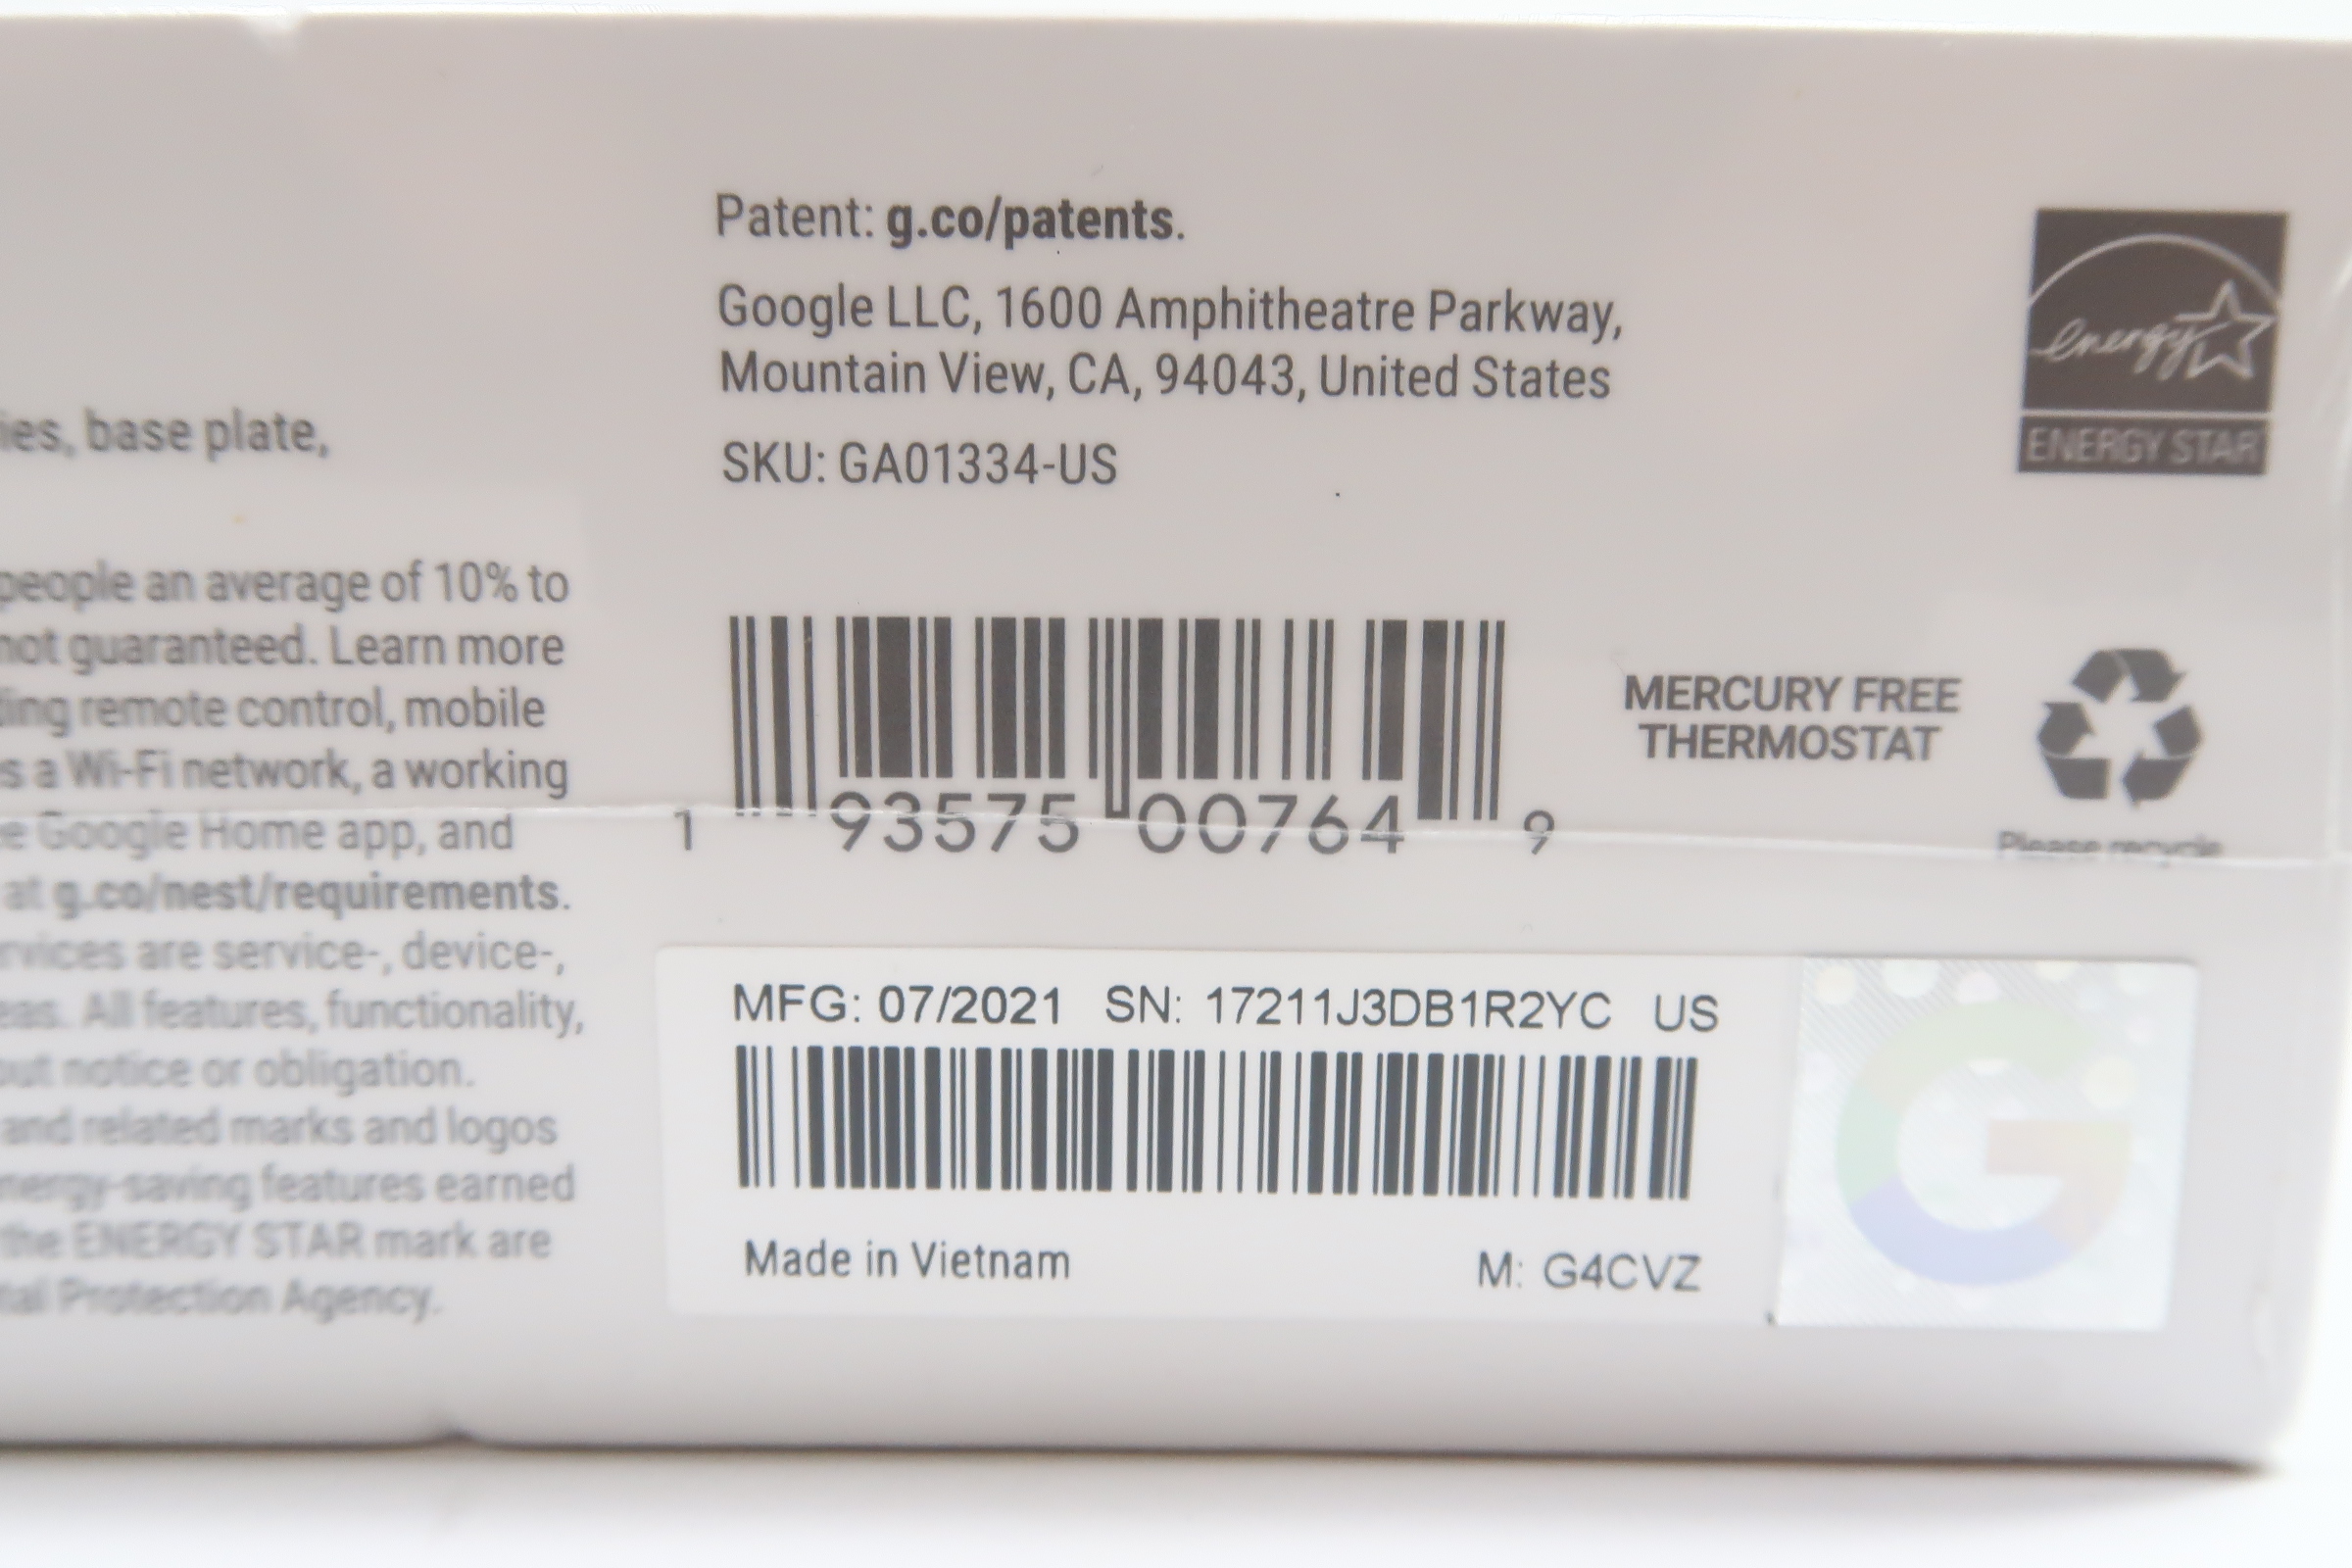 ies, base plate,
people an average of 10% to
not guaranteed. Learn more
ding remote control, mobile
s a Wi-Fi network, a working
e Google Home app, and
at g.co/nest/requirements.
rvices are service-, device-,
eas. All features, functionality,
out notice or obligation.
and related marks and logos
nergy-saving features earned
the ENERGY STAR mark are
tal Protection Agency.
Patent: g.co/patents.
Google LLC, 1600 Amphitheatre Parkway,
Mountain View, CA, 94043, United States
SKU: GA01334-US
1 93575 00764 9
energy
ENERGY STAR
MERCURY FREE
THERMOSTAT
Please recycle
MFG: 07/2021 SN: 17211J3DB1R2YC US
Made in Vietnam M: G4CVZ
G